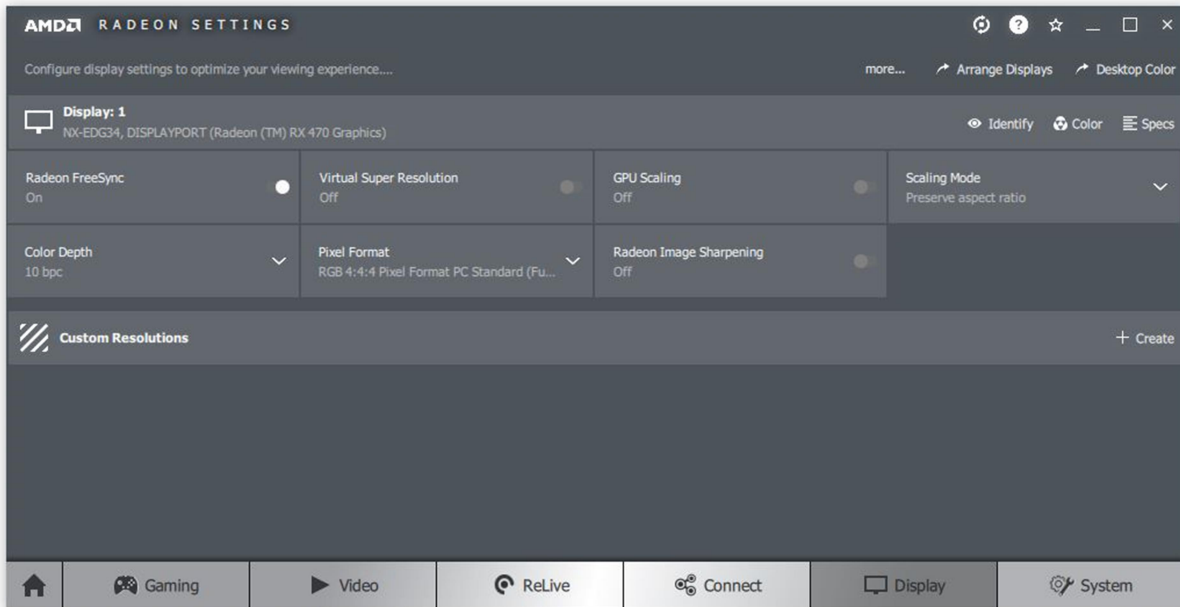 AMD RADEON SETTINGS
Configure display settings to optimize your viewing experience....
more... Arrange Displays Desktop Color
Display: 1
NX-EDG34, DISPLAYPORT (Radeon (TM) RX 470 Graphics)
Identify Color Specs
Radeon FreeSync
On
Virtual Super Resolution
Off
GPU Scaling
Off
Scaling Mode
Preserve aspect ratio
Color Depth
10 bpc
Pixel Format
RGB 4:4:4 Pixel Format PC Standard (Fu...
Radeon Image Sharpening
Off
Custom Resolutions
Create
Gaming Video ReLive Connect Display System